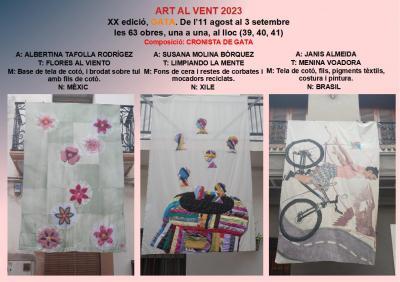 ART AL VENT 2023
XX edició, GATA. De l'11 agost al 3 setembre
les 63 obres, una a una, al lloc (39, 40, 41)
Composició: CRONISTA DE GATA
A: ALBERTINA TAFOLLA RODRÍGEZ
T: FLORES AL VIENTO
M: Base de tela de cotó, i brodat sobre tul
amb fils de cotó.
N: MÈXIC
A: SUSANA MOLINA BÓRQUEZ
T: LIMPIANDO LA MENTE
M: Fons de cera i restes de corbates i
mocadors reciclats.
N: XILE
A: JANIS ALMEIDA
T: MENINA VOADORA
M: Tela de cotó, fils, pigments tèxtils,
costura i pintura.
N: BRASIL